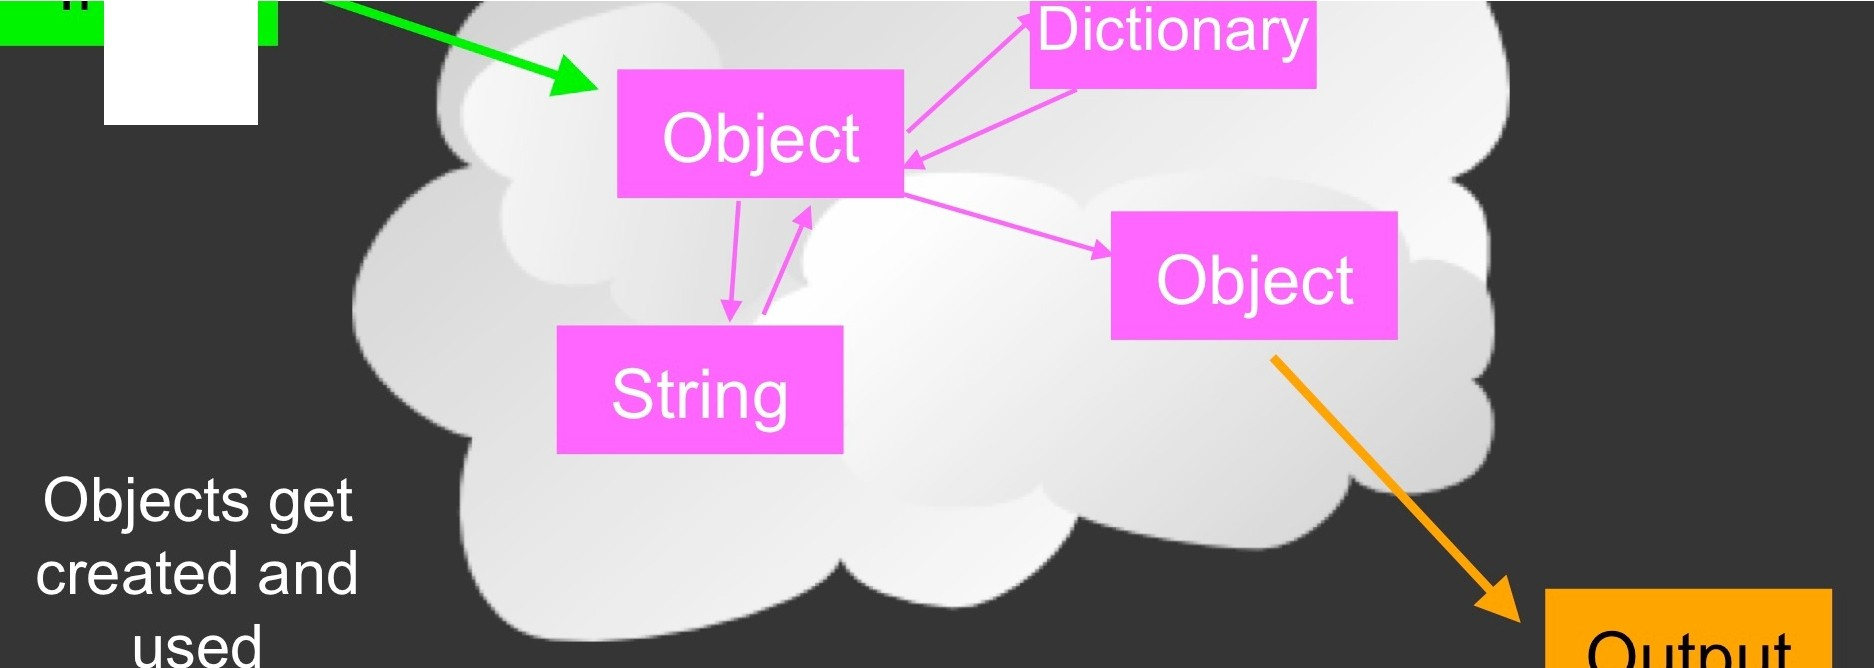 Dictionary
Object
Object
String
Objects get
created and
used
Output